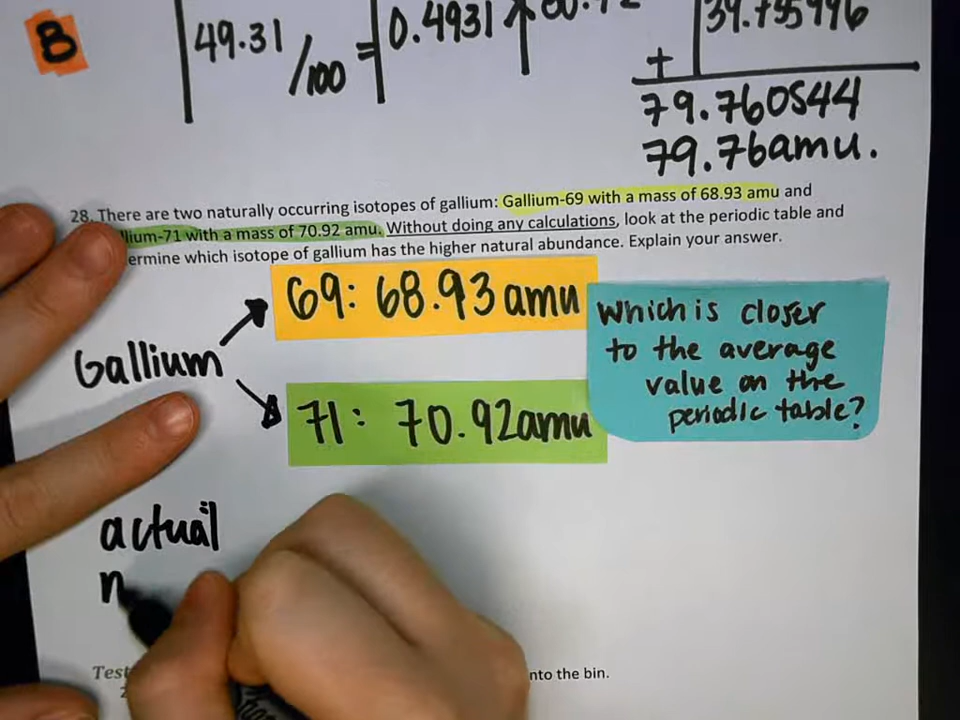 B
49.31 /100 = 0.4931
39.755996
+
79.760544
79.76amu.
28. There are two naturally occurring isotopes of gallium: Gallium-69 with a mass of 68.93 amu and
lium-71 with a mass of 70.92 amu. Without doing any calculations, look at the periodic table and
ermine which isotope of gallium has the higher natural abundance. Explain your answer.
69: 68.93 amu
Which is closer
to the average
value on the
periodic table?
Gallium
71: 70.92amu
actual
Test
nto the bin.